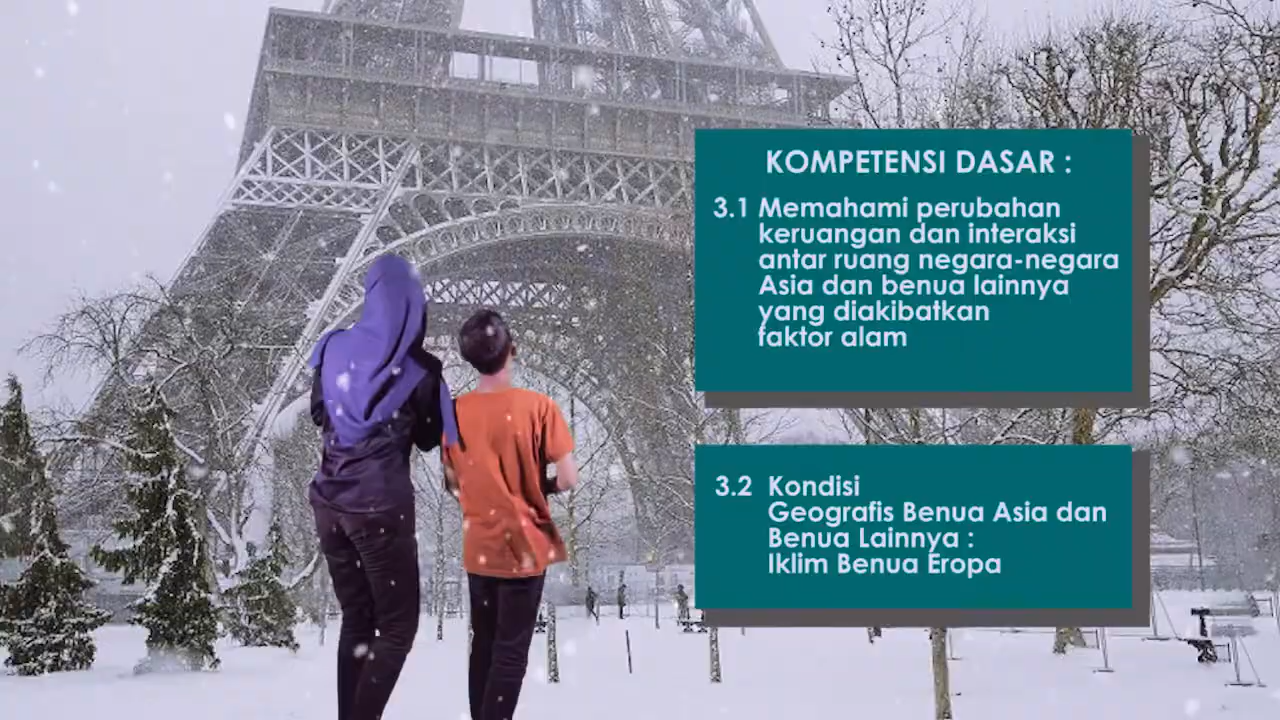 KOMPETENSI DASAR :
3.1 Memahami perubahan
keruangan dan interaksi
antar ruang negara-negara
Asia dan benua lainnya
yang diakibatkan
faktor alam
3.2 Kondisi
Geografis Benua Asia dan
Benua Lainnya :
Iklim Benua Eropa